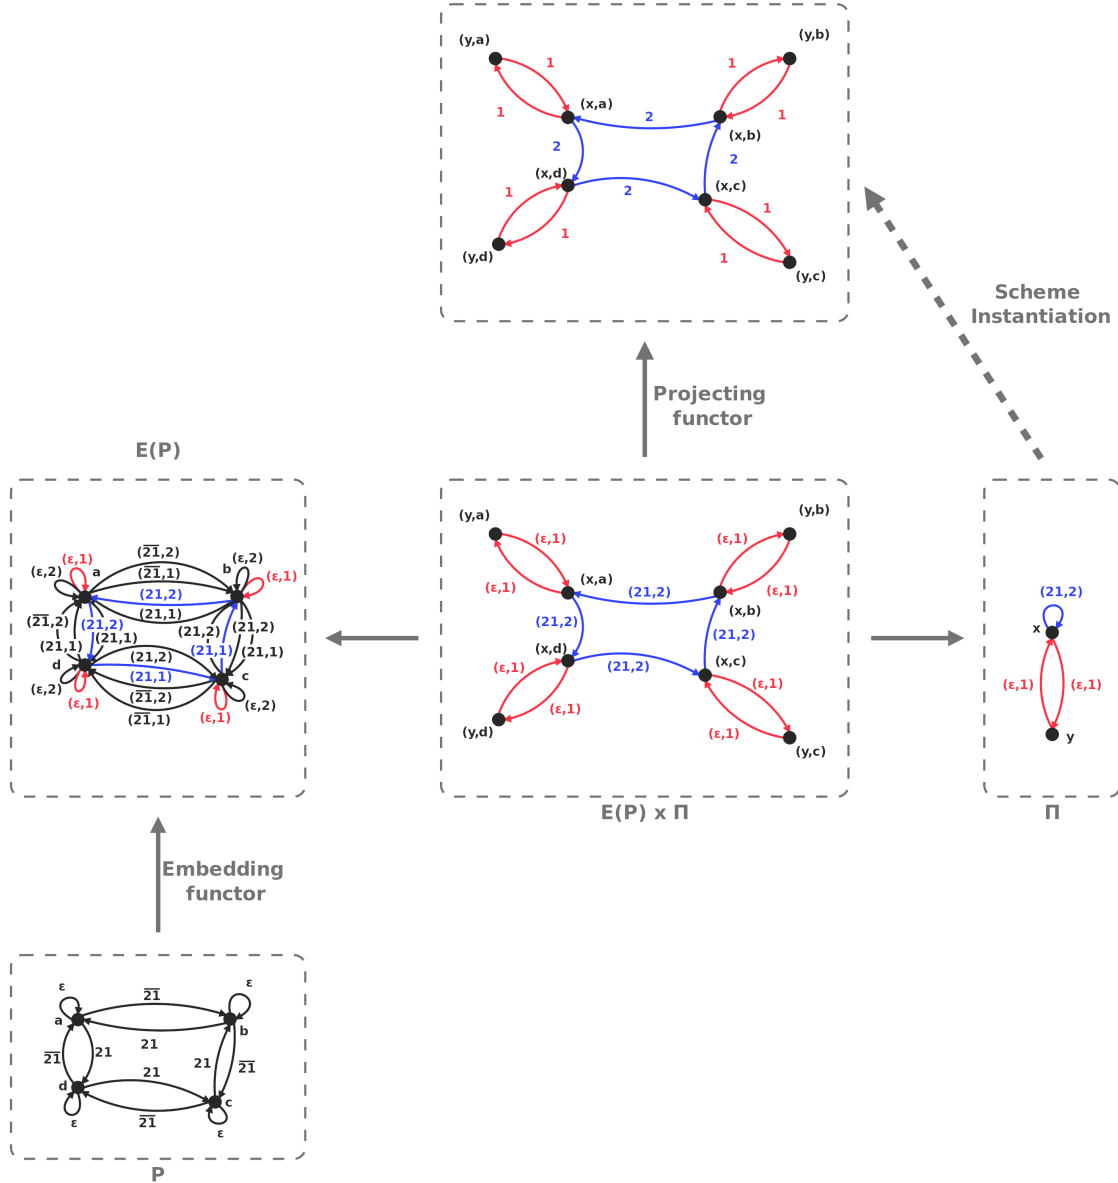 (y,a)
(y,b)
1
1
1
1
(x,a)
2
(x,b)
2
2
(x,d)
(x,c)
2
1
1
1
1
(y,d)
(y,c)
Scheme
Instantiation
Projecting
functor
E(P)
(ε,1)
(21,2)
(ε,2)
(ε,2)
a
b
(21,1)
(ε,1)
(21,2)
(21,1)
(21,2)
(21,2)
(21,1)
(21,1)
(21,2)
(21,2)
(21,1)
(21,1)
d
(21,2)
(21,1)
c
(ε,2)
(ε,1)
(21,2)
(21,1)
(ε,1)
(ε,2)
(y,a)
(y,b)
(ε,1)
(ε,1)
(ε,1)
(ε,1)
(x,a)
(21,2)
(x,b)
(21,2)
(21,2)
(x,d)
(x,c)
(21,2)
(ε,1)
(ε,1)
(ε,1)
(ε,1)
(y,d)
(y,c)
E(P) x Π
(21,2)
x
(ε,1)
(ε,1)
y
Π
Embedding
functor
ε
ε
21
a
b
21
21
21
21
21
d
21
c
21
ε
ε
P